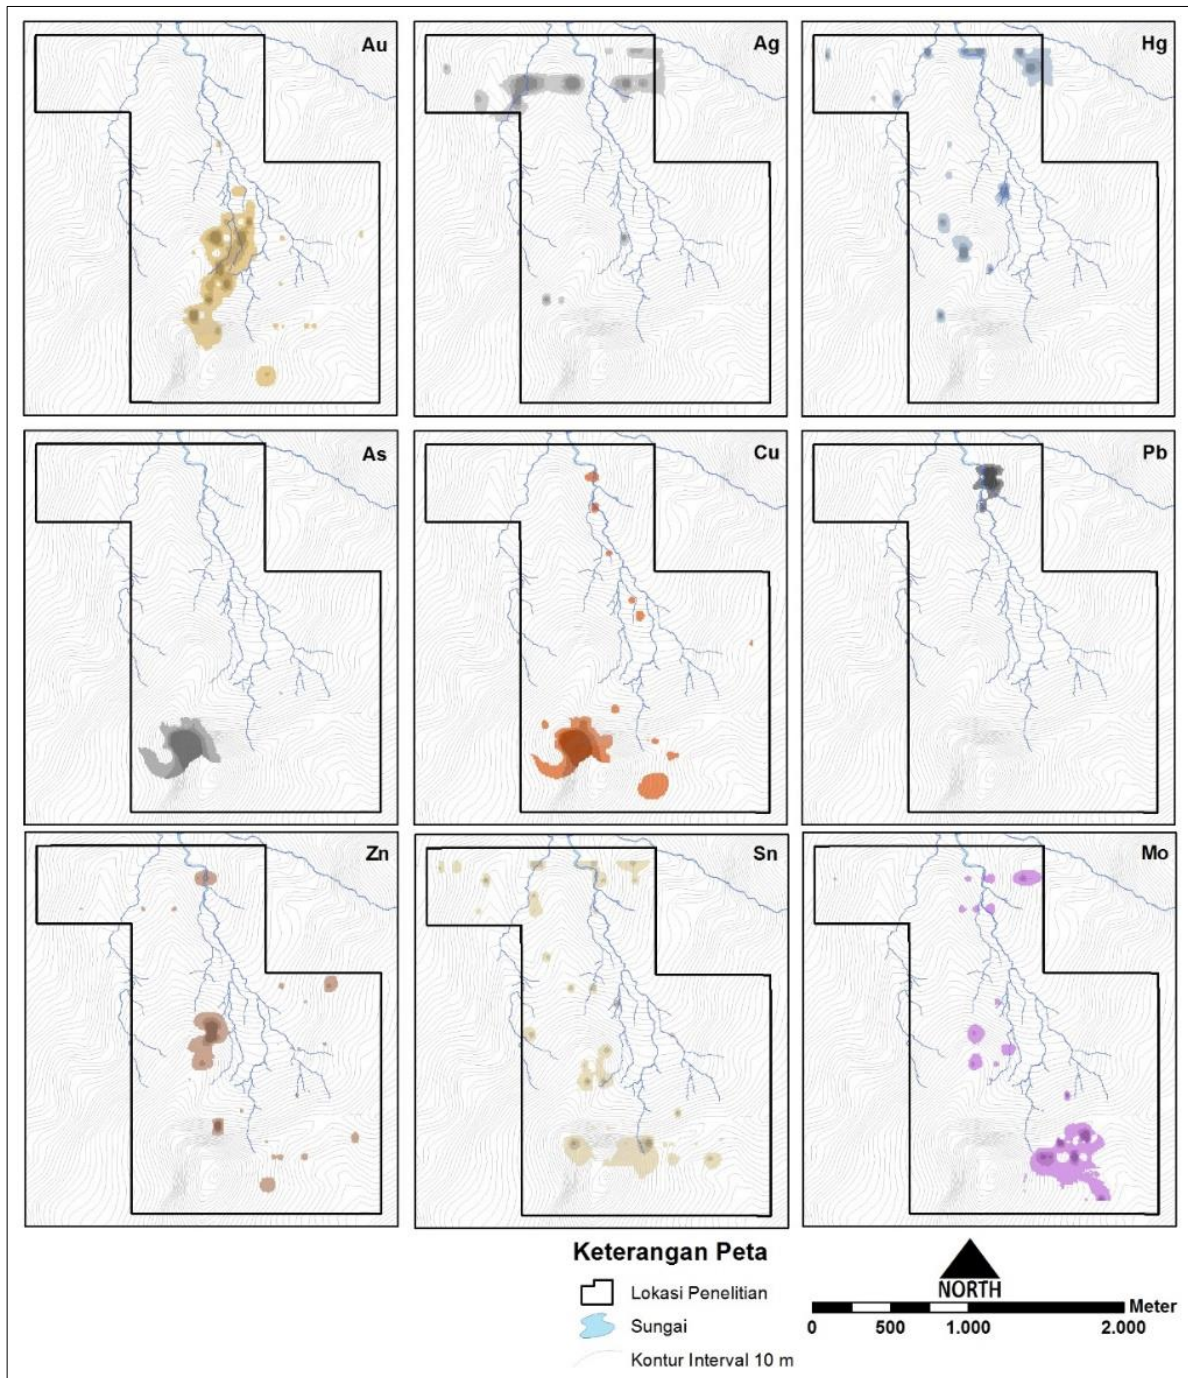 Au
Ag
Hg
As
Cu
Pb
Zn
Sn
Mo
Keterangan Peta
Lokasi Penelitian
Sungai
Kontur Interval 10 m
NORTH
Meter
0 500 1.000 2.000